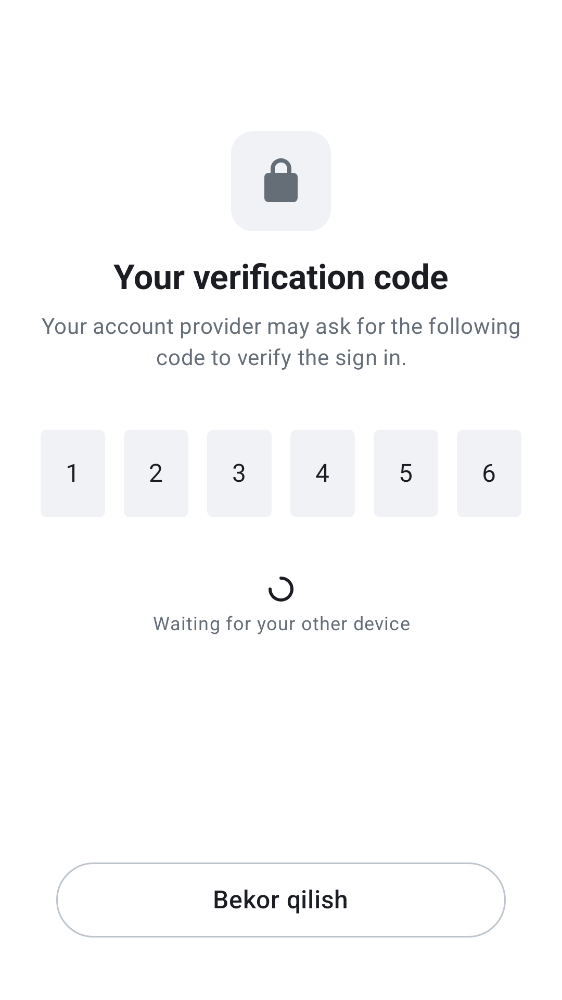 Your verification code
Your account provider may ask for the following
code to verify the sign in.
1 2 3 4 5 6
Waiting for your other device
Bekor qilish